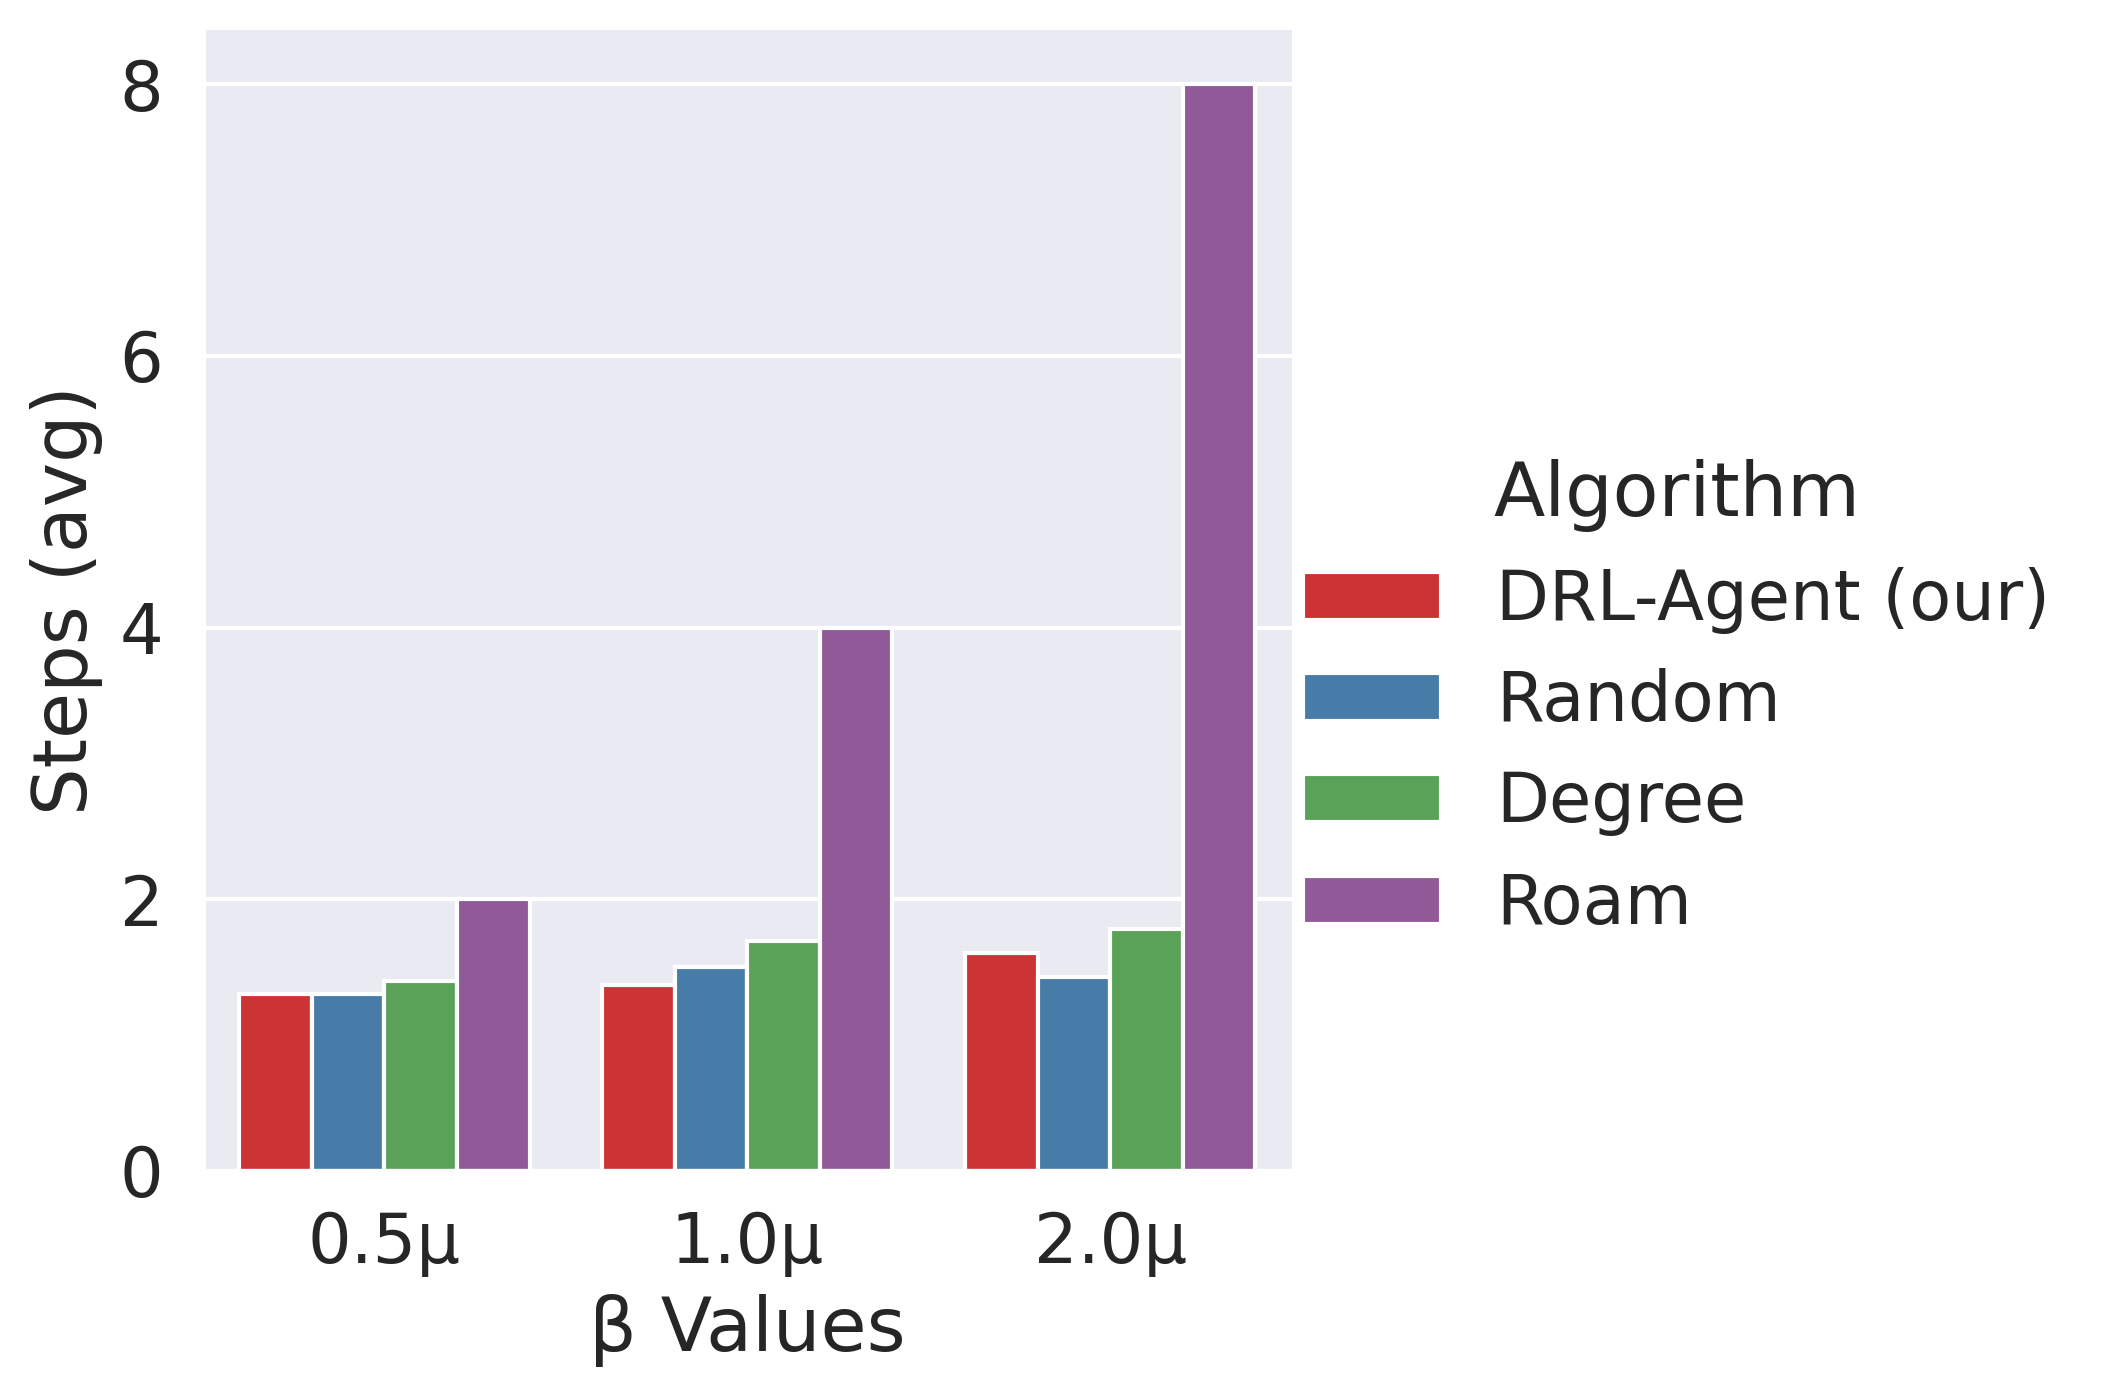 8
6
4
2
0
Steps (avg)
0.5μ 1.0μ 2.0μ
β Values
Algorithm
DRL-Agent (our)
Random
Degree
Roam